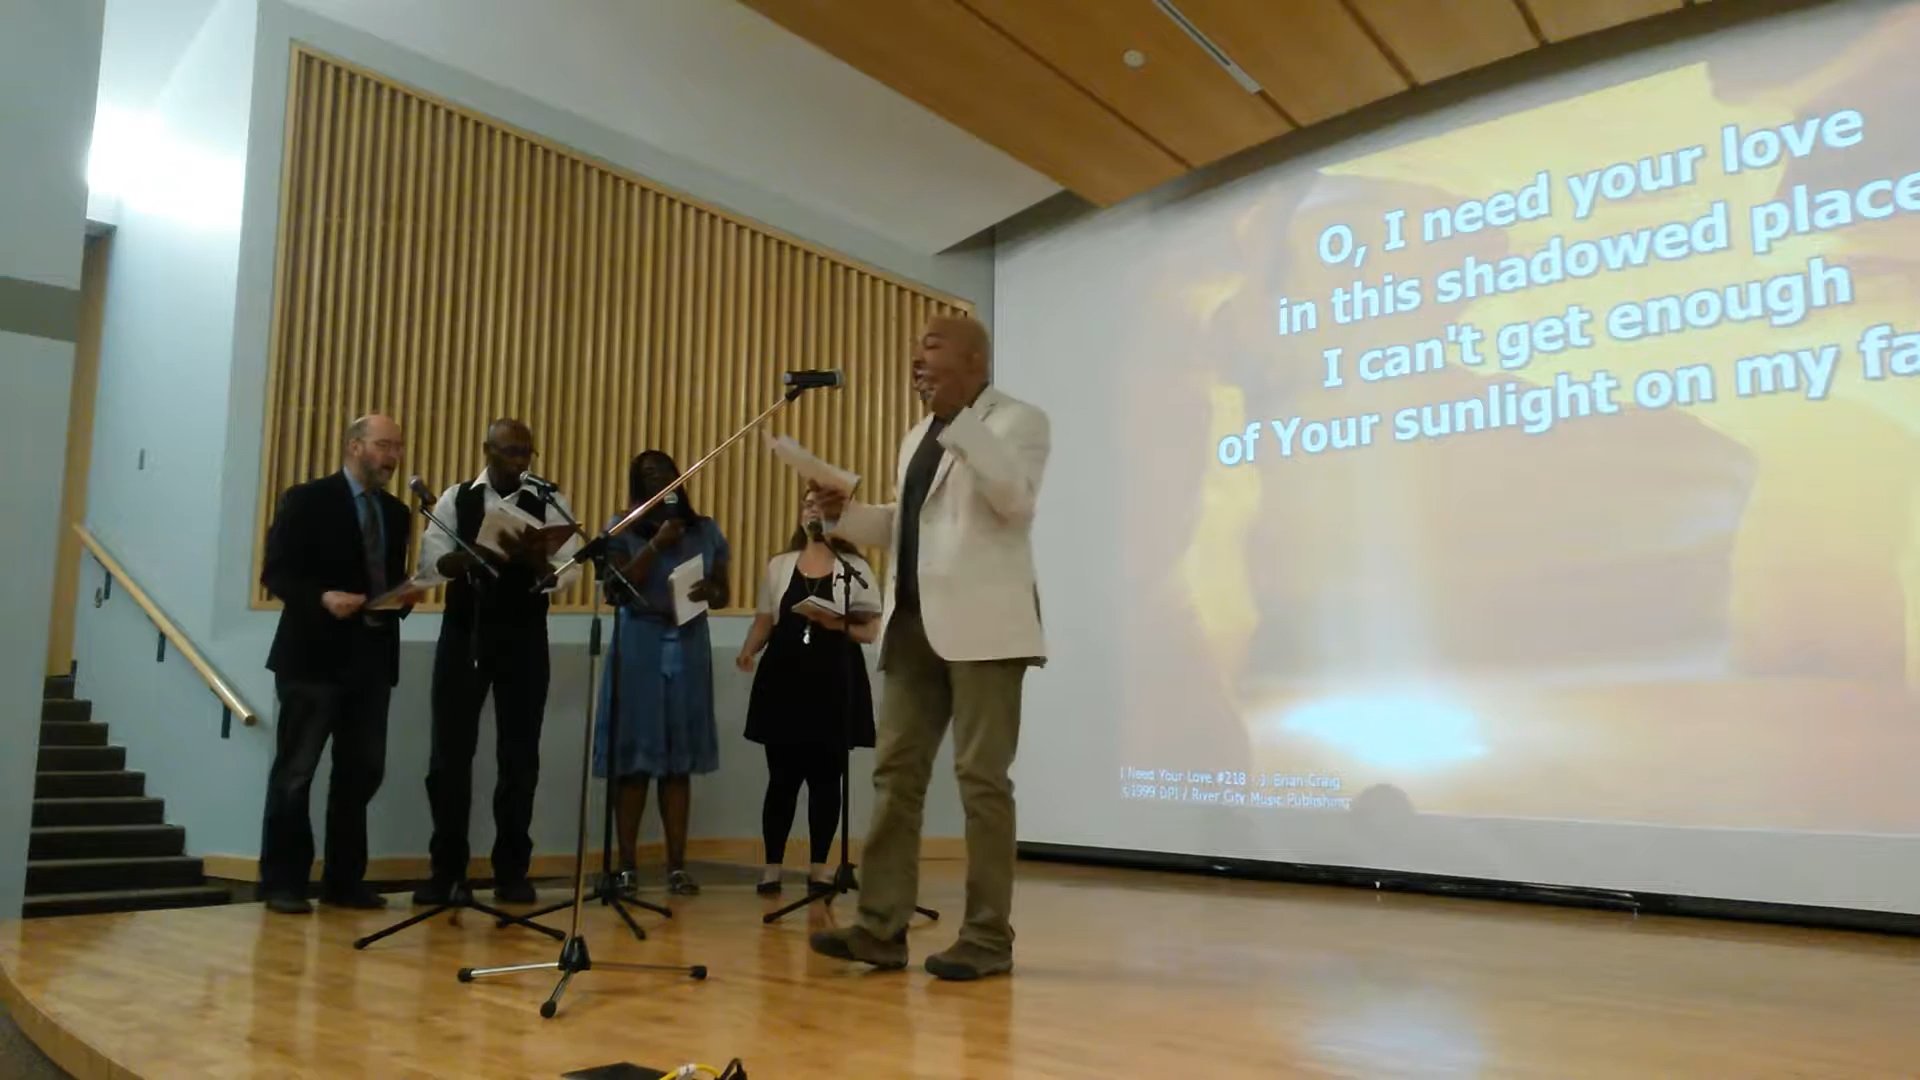 O, I need your love
in this shadowed place
I can't get enough
of Your sunlight on my fa
I Need Your Love #218 - J. Brian Craig
©1999 DPI / River City Music Publishing